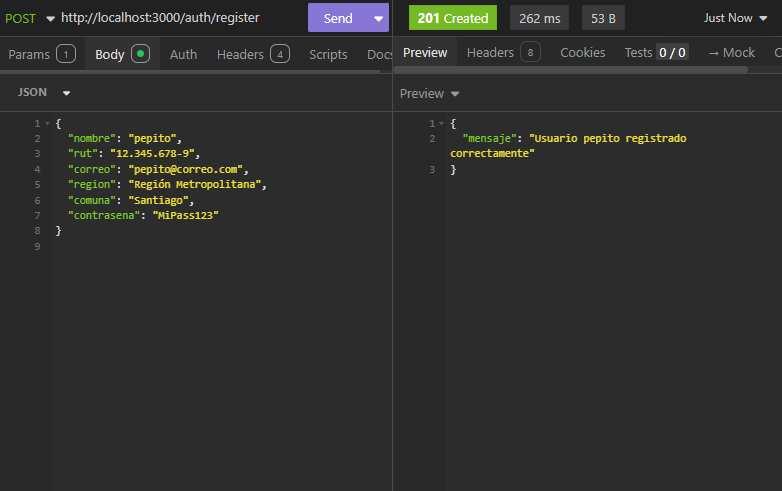 POST http://localhost:3000/auth/register Send
Params 1 Body Auth Headers 4 Scripts Docs
JSON
1 {
2 "nombre": "pepito",
3 "rut": "12.345.678-9",
4 "correo": "pepito@correo.com",
5 "region": "Región Metropolitana",
6 "comuna": "Santiago",
7 "contrasena": "MiPass123"
8 }
9
201 Created 262 ms 53 B Just Now
Preview Headers 8 Cookies Tests 0 / 0 → Mock C
Preview
1 {
2 "mensaje": "Usuario pepito registrado
correctamente"
3 }